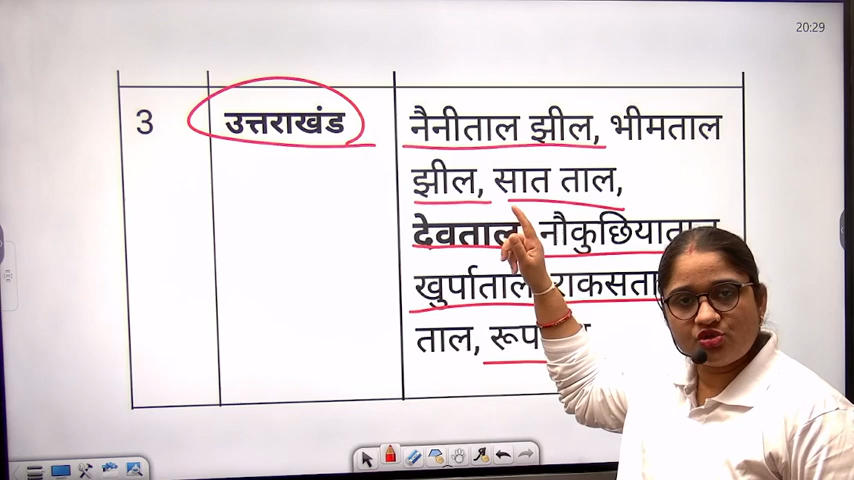 20:29
3 उत्तराखंड नैनीताल झील, भीमताल
झील, सात ताल,
देवताल नौकुछियाताल
खुर्पाताल
ताल,